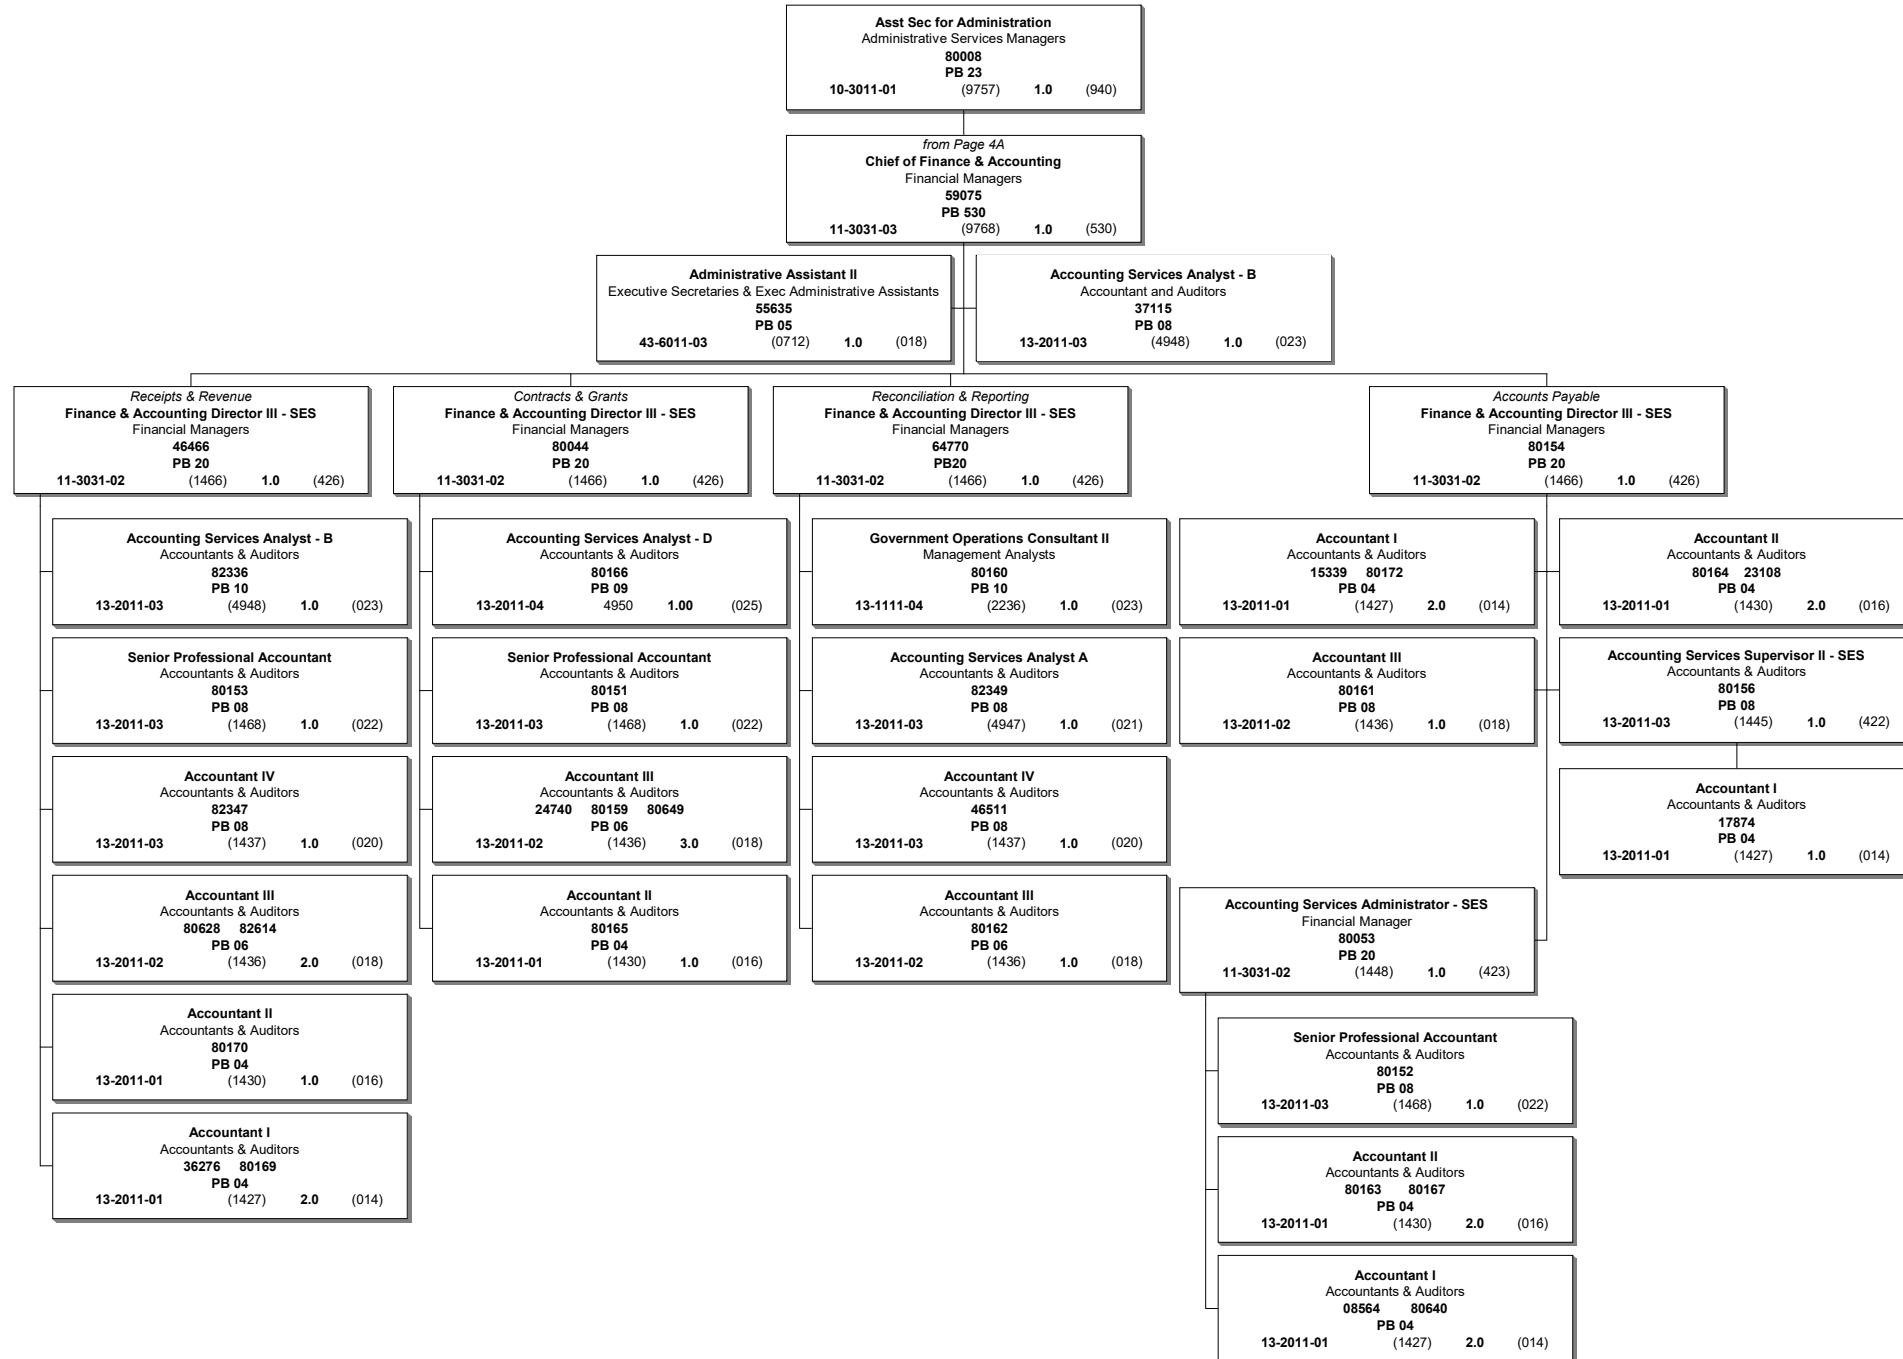 Asst Sec for Administration
Administrative Services Managers
80008
PB 23
10-3011-01 (9757) 1.0 (940)
from Page 4A
Chief of Finance & Accounting
Financial Managers
59075
PB 530
11-3031-03 (9768) 1.0 (530)
Administrative Assistant II
Executive Secretaries & Exec Administrative Assistants
55635
PB 05
43-6011-03 (0712) 1.0 (018)
Accounting Services Analyst - B
Accountant and Auditors
37115
PB 08
13-2011-03 (4948) 1.0 (023)
Receipts & Revenue
Finance & Accounting Director III - SES
Financial Managers
46466
PB 20
11-3031-02 (1466) 1.0 (426)
Accounting Services Analyst - B
Accountants & Auditors
82336
PB 10
13-2011-03 (4948) 1.0 (023)
Senior Professional Accountant
Accountants & Auditors
80153
PB 08
13-2011-03 (1468) 1.0 (022)
Accountant IV
Accountants & Auditors
82347
PB 08
13-2011-03 (1437) 1.0 (020)
Accountant III
Accountants & Auditors
80628 82614
PB 06
13-2011-02 (1436) 2.0 (018)
Accountant II
Accountants & Auditors
80170
PB 04
13-2011-01 (1430) 1.0 (016)
Accountant I
Accountants & Auditors
36276 80169
PB 04
13-2011-01 (1427) 2.0 (014)
Contracts & Grants
Finance & Accounting Director III - SES
Financial Managers
80044
PB 20
11-3031-02 (1466) 1.0 (426)
Accounting Services Analyst - D
Accountants & Auditors
80166
PB 09
13-2011-04 4950 1.00 (025)
Senior Professional Accountant
Accountants & Auditors
80151
PB 08
13-2011-03 (1468) 1.0 (022)
Accountant III
Accountants & Auditors
24740 80159 80649
PB 06
13-2011-02 (1436) 3.0 (018)
Accountant II
Accountants & Auditors
80165
PB 04
13-2011-01 (1430) 1.0 (016)
Reconciliation & Reporting
Finance & Accounting Director III - SES
Financial Managers
64770
PB20
11-3031-02 (1466) 1.0 (426)
Government Operations Consultant II
Management Analysts
80160
PB 10
13-1111-04 (2236) 1.0 (023)
Accounting Services Analyst A
Accountants & Auditors
82349
PB 08
13-2011-03 (4947) 1.0 (021)
Accountant IV
Accountants & Auditors
46511
PB 08
13-2011-03 (1437) 1.0 (020)
Accountant III
Accountants & Auditors
80162
PB 06
13-2011-02 (1436) 1.0 (018)
Accounts Payable
Finance & Accounting Director III - SES
Financial Managers
80154
PB 20
11-3031-02 (1466) 1.0 (426)
Accountant I
Accountants & Auditors
15339 80172
PB 04
13-2011-01 (1427) 2.0 (014)
Accountant II
Accountants & Auditors
80164 23108
PB 04
13-2011-01 (1430) 2.0 (016)
Accountant III
Accountants & Auditors
80161
PB 08
13-2011-02 (1436) 1.0 (018)
Accounting Services Supervisor II - SES
Accountants & Auditors
80156
PB 08
13-2011-03 (1445) 1.0 (422)
Accountant I
Accountants & Auditors
17874
PB 04
13-2011-01 (1427) 1.0 (014)
Accounting Services Administrator - SES
Financial Manager
80053
PB 20
11-3031-02 (1448) 1.0 (423)
Senior Professional Accountant
Accountants & Auditors
80152
PB 08
13-2011-03 (1468) 1.0 (022)
Accountant II
Accountants & Auditors
80163 80167
PB 04
13-2011-01 (1430) 2.0 (016)
Accountant I
Accountants & Auditors
08564 80640
PB 04
13-2011-01 (1427) 2.0 (014)